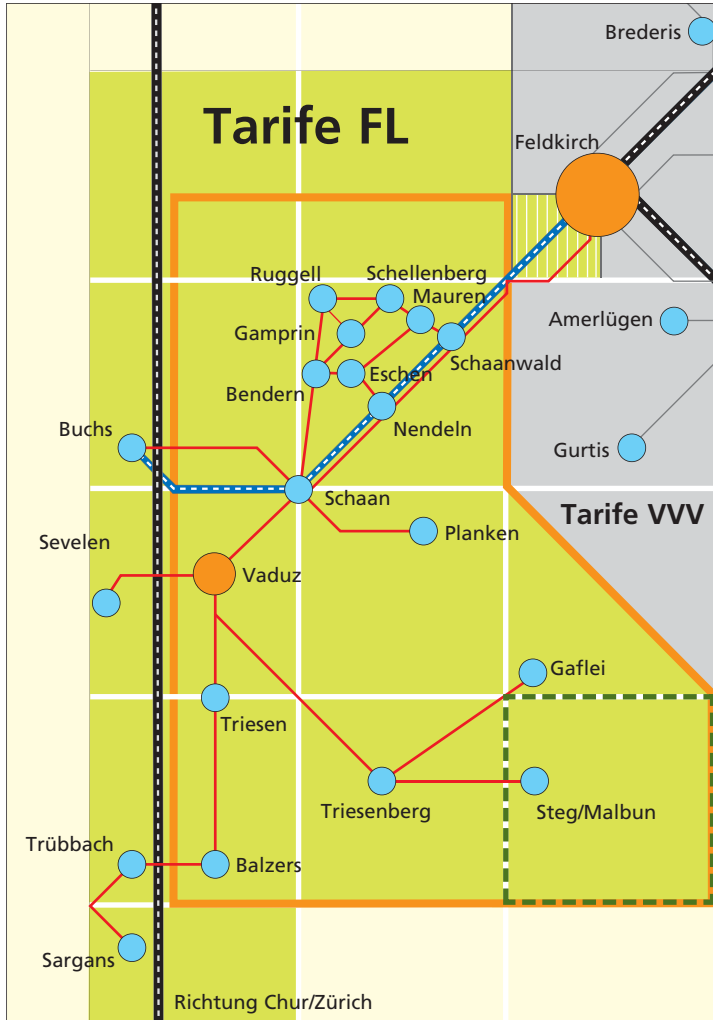 Brederis
Tarife FL
Feldkirch
Ruggell
Schellenberg
Mauren
Gamprin
Amerlügen
Schaanwald
Eschen
Bendern
Buchs
Nendeln
Gurtis
Schaan
Tarife VVV
Planken
Sevelen
Vaduz
Gaflei
Triesen
Triesenberg
Steg/Malbun
Trübbach
Balzers
Sargans
Richtung Chur/Zürich